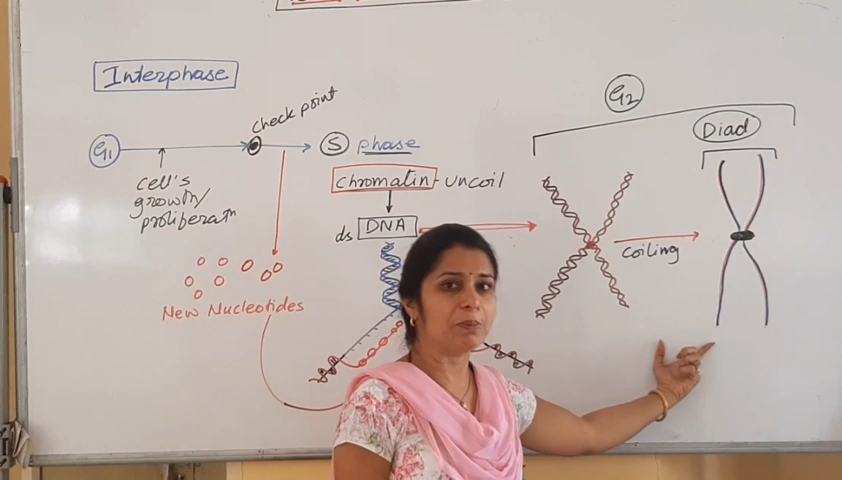 Interphase
G1
check point
S phase
cell's
growth/
proliferatn
New Nucleotides
chromatin - uncoil
ds DNA
G2
coiling
Diad